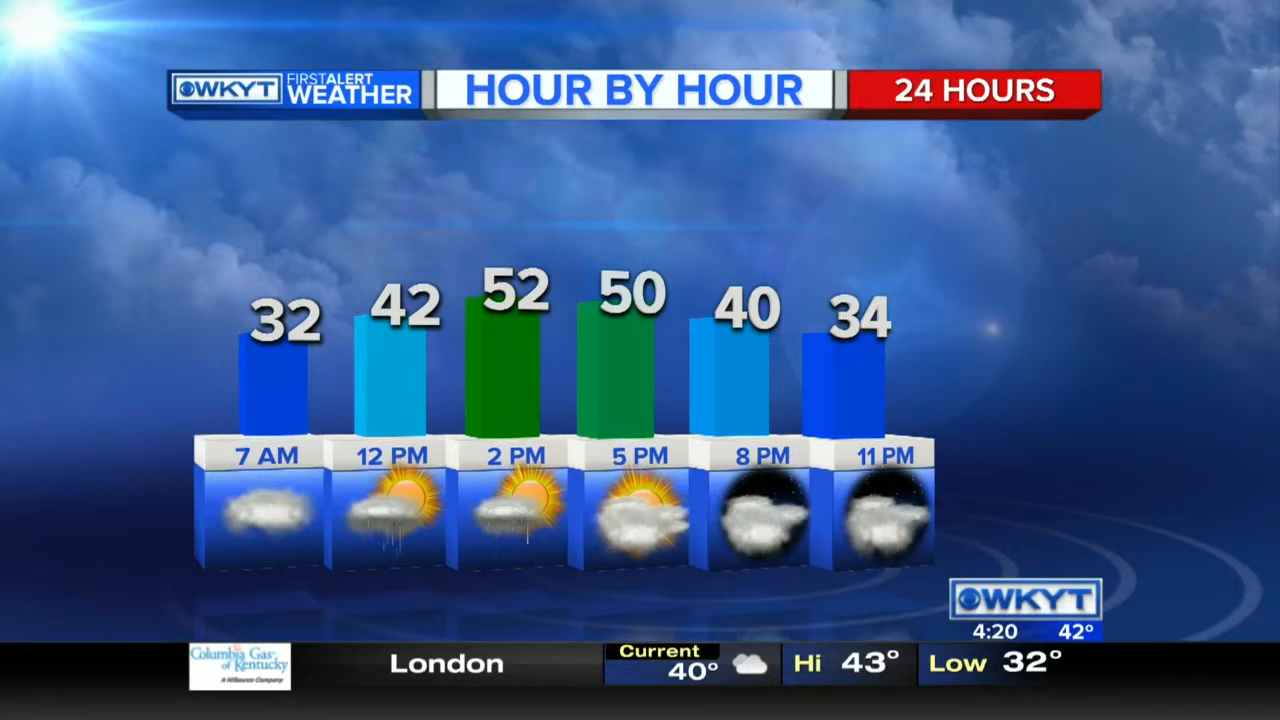 WKYT FIRST ALERT WEATHER
HOUR BY HOUR
24 HOURS
32 42 52 50 40 34
7 AM 12 PM 2 PM 5 PM 8 PM 11 PM
WKYT
4:20 42°
Columbia Gas
of Kentucky
A NiSource Company
London
Current
40°
Hi 43°
Low 32°